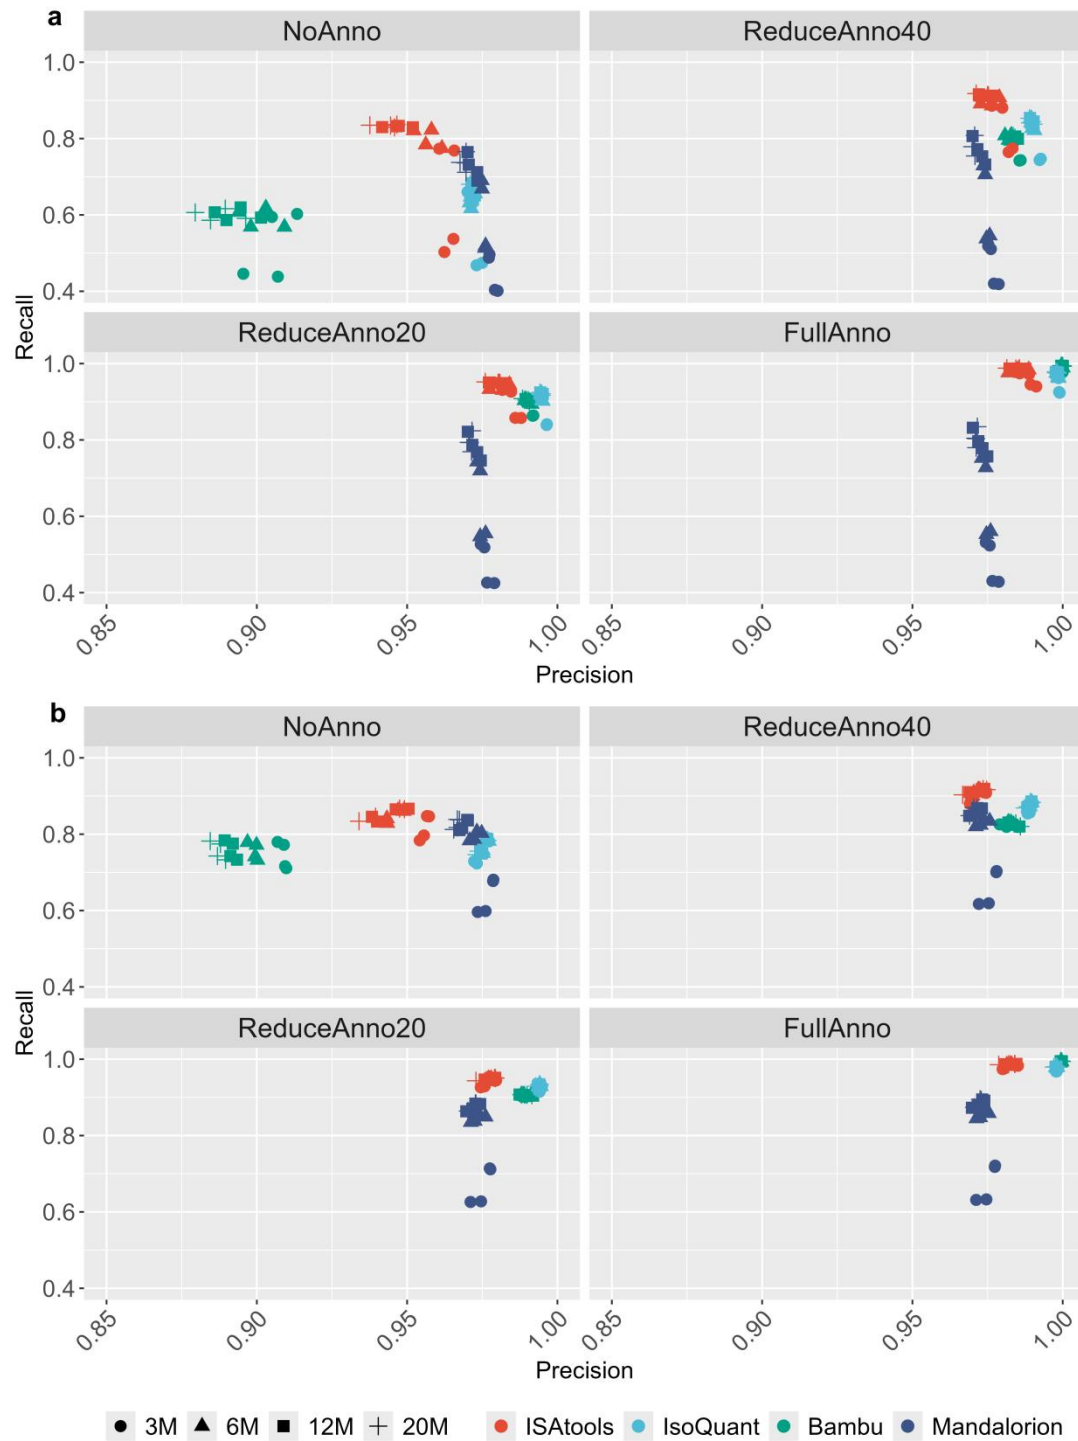 a
NoAnno ReduceAnno40
1.0
0.8
0.6
0.4
ReduceAnno20 FullAnno
1.0
0.8
0.6
0.4
Recall
0.85 0.90 0.95 1.00 0.85 0.90 0.95 1.00
Precision
b
NoAnno ReduceAnno40
1.0
0.8
0.6
0.4
ReduceAnno20 FullAnno
1.0
0.8
0.6
0.4
Recall
0.85 0.90 0.95 1.00 0.85 0.90 0.95 1.00
Precision
3M 6M 12M 20M ISAtools IsoQuant Bambu Mandalorion